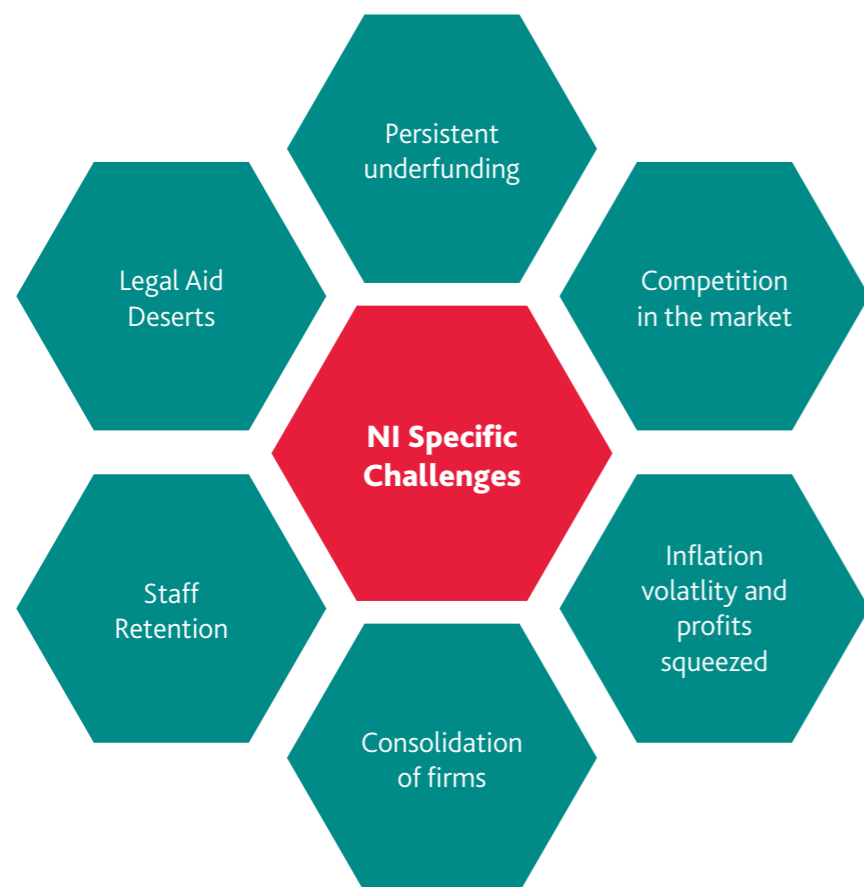 Persistent
underfunding
Legal Aid
Deserts
Competition
in the market
NI Specific
Challenges
Staff
Retention
Inflation
volatlity and
profits
squeezed
Consolidation
of firms